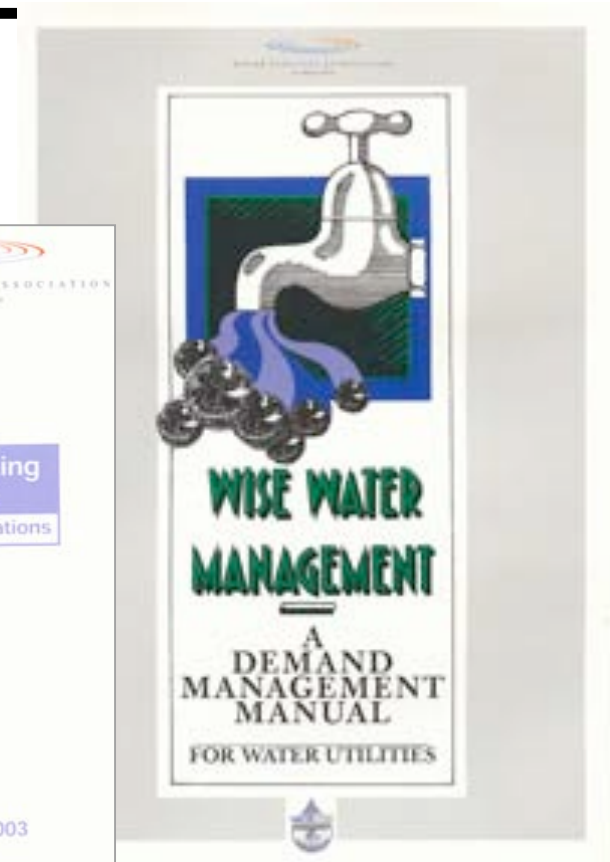 SSOCIATION
ing
ations
003
WISE WATER
MANAGEMENT
A
DEMAND
MANAGEMENT
MANUAL
FOR WATER UTILITIES